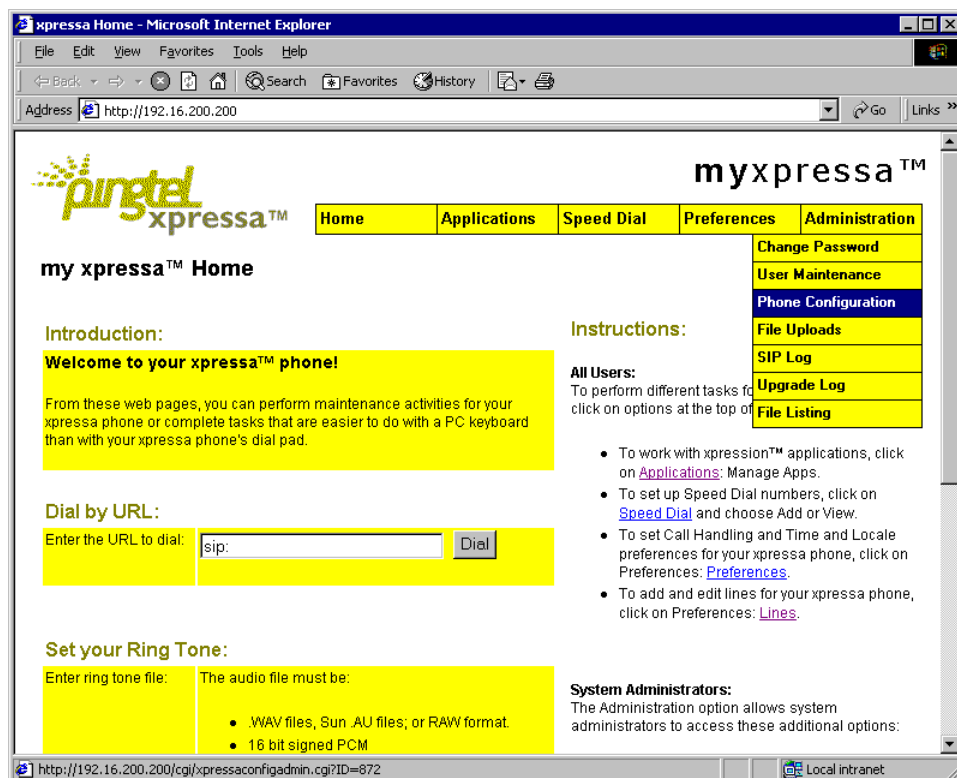 xpressa Home - Microsoft Internet Explorer
File Edit View Favorites Tools Help
Back Search Favorites History
Address http://192.16.200.200 Go Links »
pingtel
xpressa™
myxpressa™
Home Applications Speed Dial Preferences Administration
Change Password
User Maintenance
Phone Configuration
File Uploads
SIP Log
Upgrade Log
File Listing
my xpressa™ Home
Introduction:
Welcome to your xpressa™ phone!
From these web pages, you can perform maintenance activities for your
xpressa phone or complete tasks that are easier to do with a PC keyboard
than with your xpressa phone's dial pad.
Dial by URL:
Enter the URL to dial: sip: Dial
Set your Ring Tone:
Enter ring tone file: The audio file must be:
• .WAV files, Sun .AU files; or RAW format.
• 16 bit signed PCM
Instructions:
All Users:
To perform different tasks fo
click on options at the top of
• To work with xpression™ applications, click
on Applications: Manage Apps.
• To set up Speed Dial numbers, click on
Speed Dial and choose Add or View.
• To set Call Handling and Time and Locale
preferences for your xpressa phone, click on
Preferences: Preferences.
• To add and edit lines for your xpressa phone,
click on Preferences: Lines.
System Administrators:
The Administration option allows system
administrators to access these additional options:
http://192.16.200.200/cgi/xpressaconfigadmin.cgi?ID=872 Local intranet